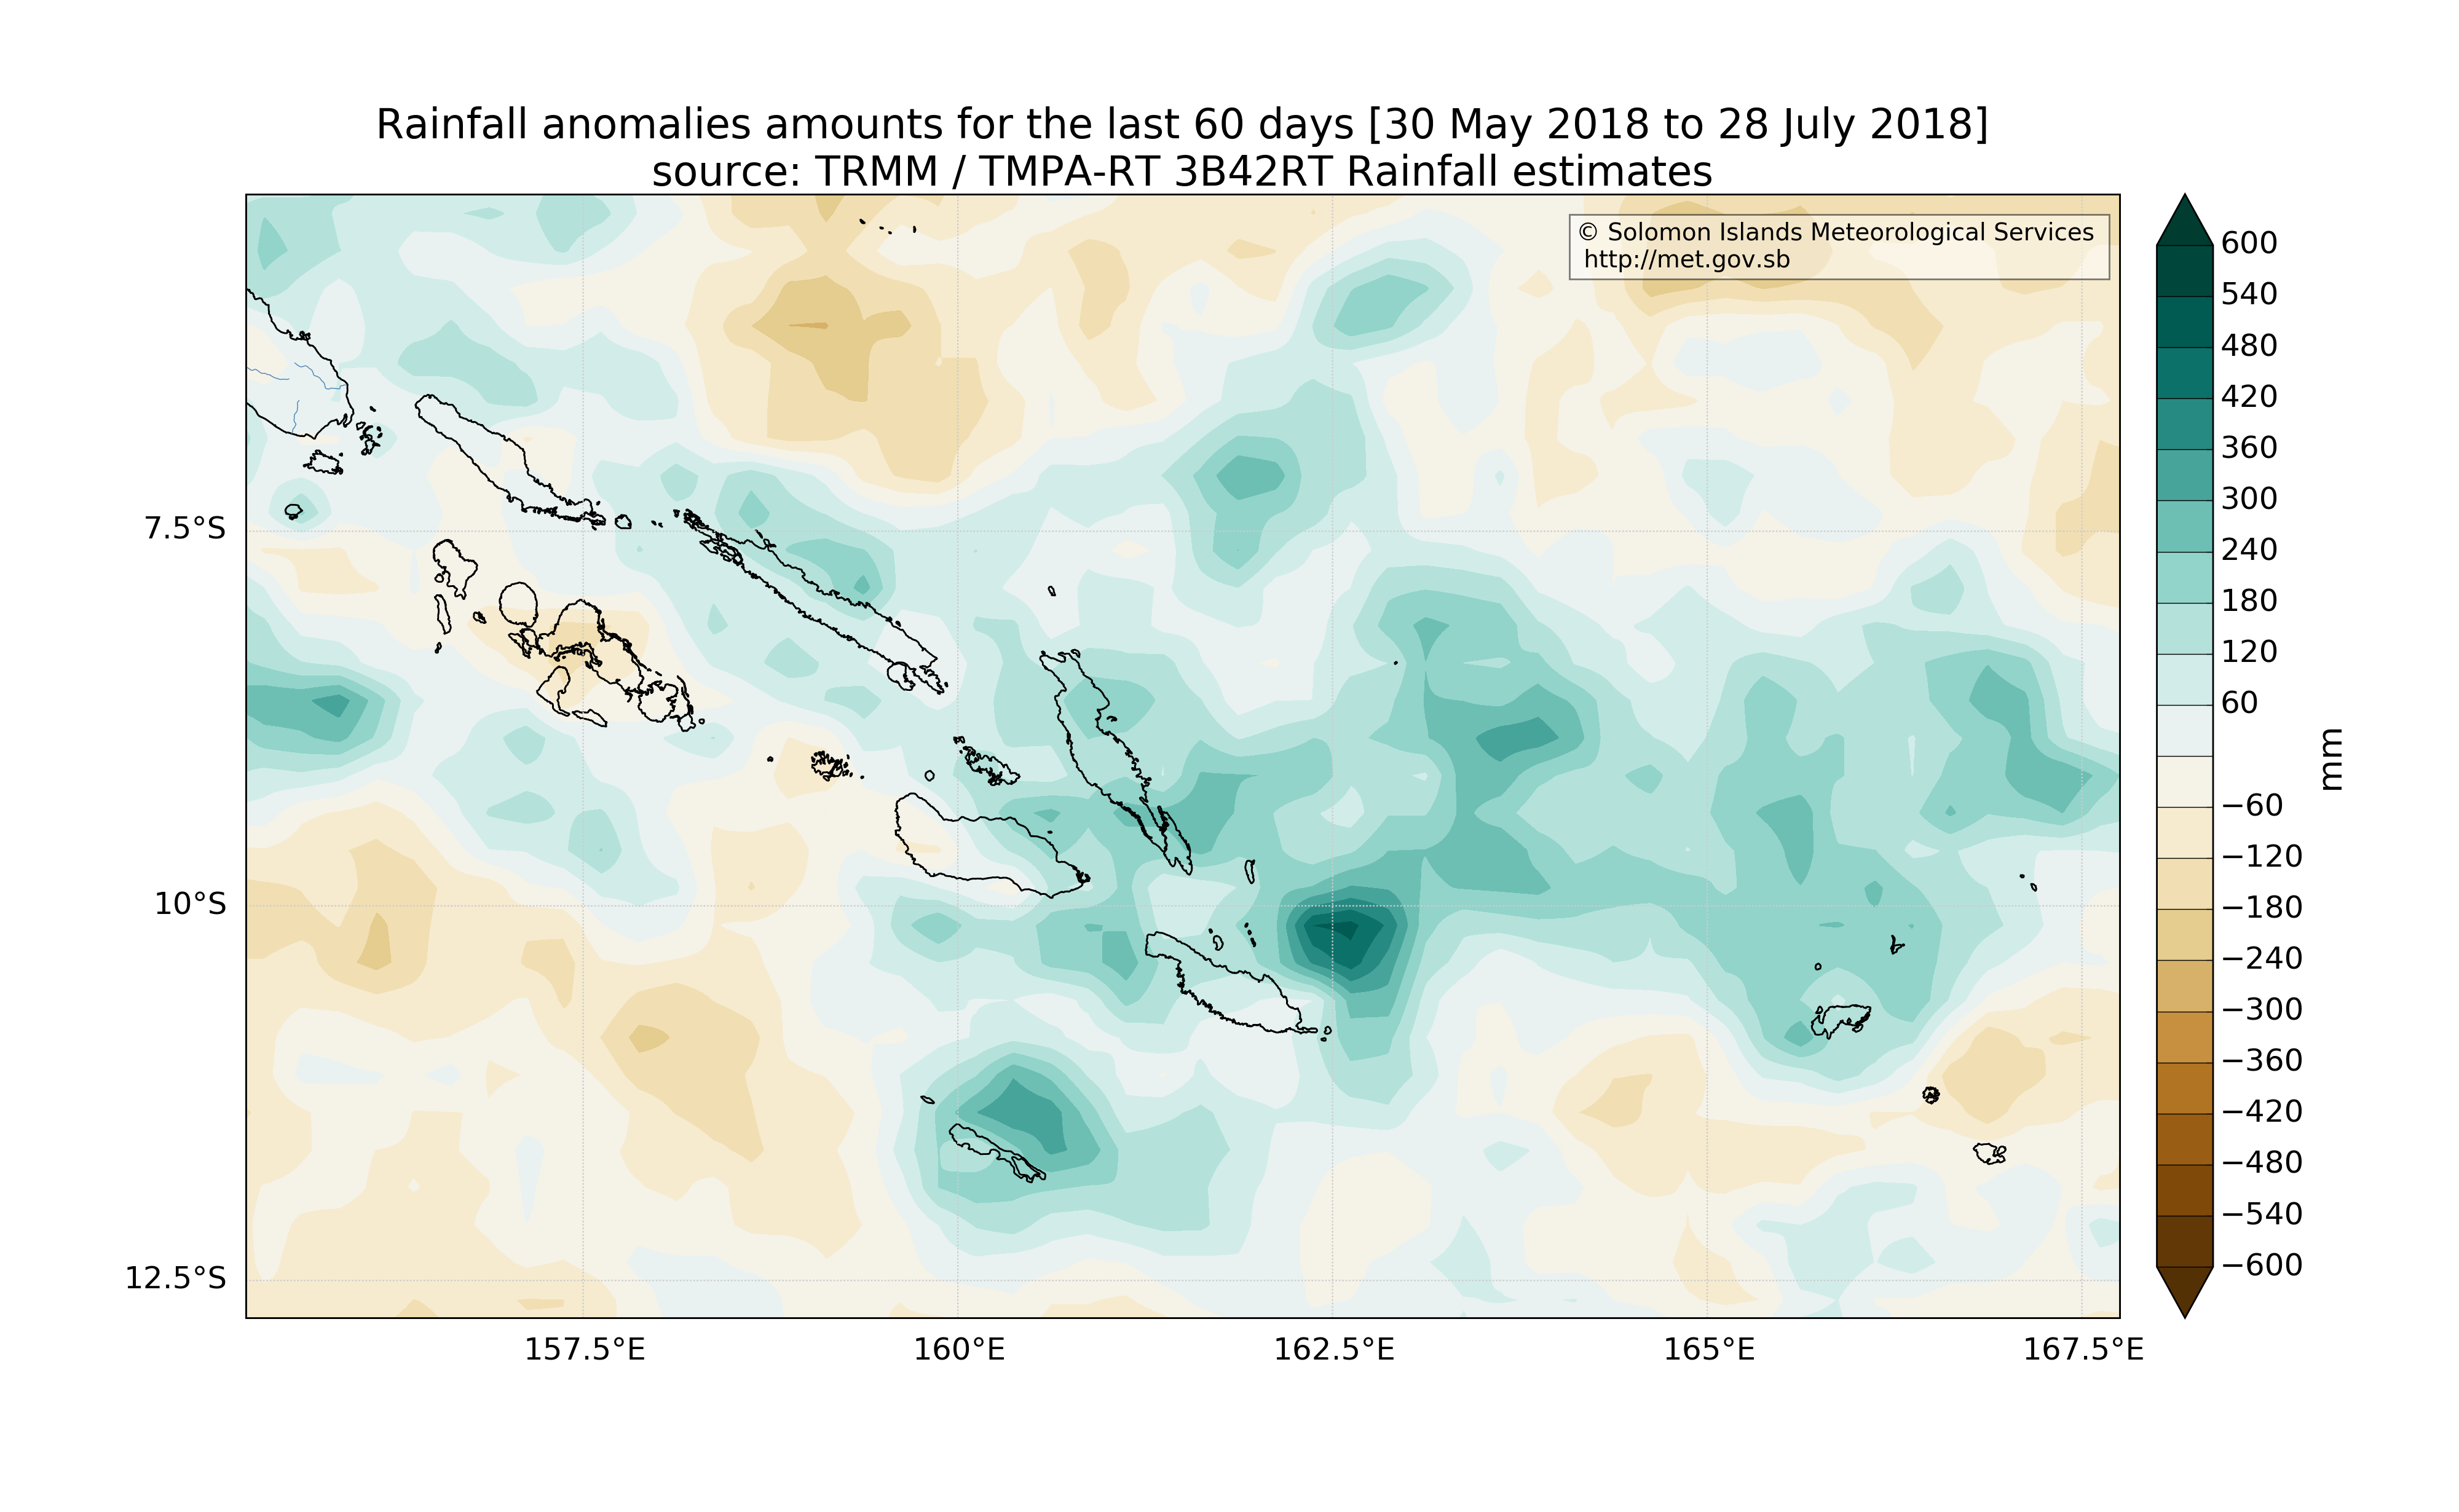 Rainfall anomalies amounts for the last 60 days [30 May 2018 to 28 July 2018]
source: TRMM / TMPA-RT 3B42RT Rainfall estimates
© Solomon Islands Meteorological Services
http://met.gov.sb
7.5°S
10°S
12.5°S
157.5°E
160°E
162.5°E
165°E
167.5°E
600
540
480
420
360
300
240
180
120
60
−60
−120
−180
−240
−300
−360
−420
−480
−540
−600
mm